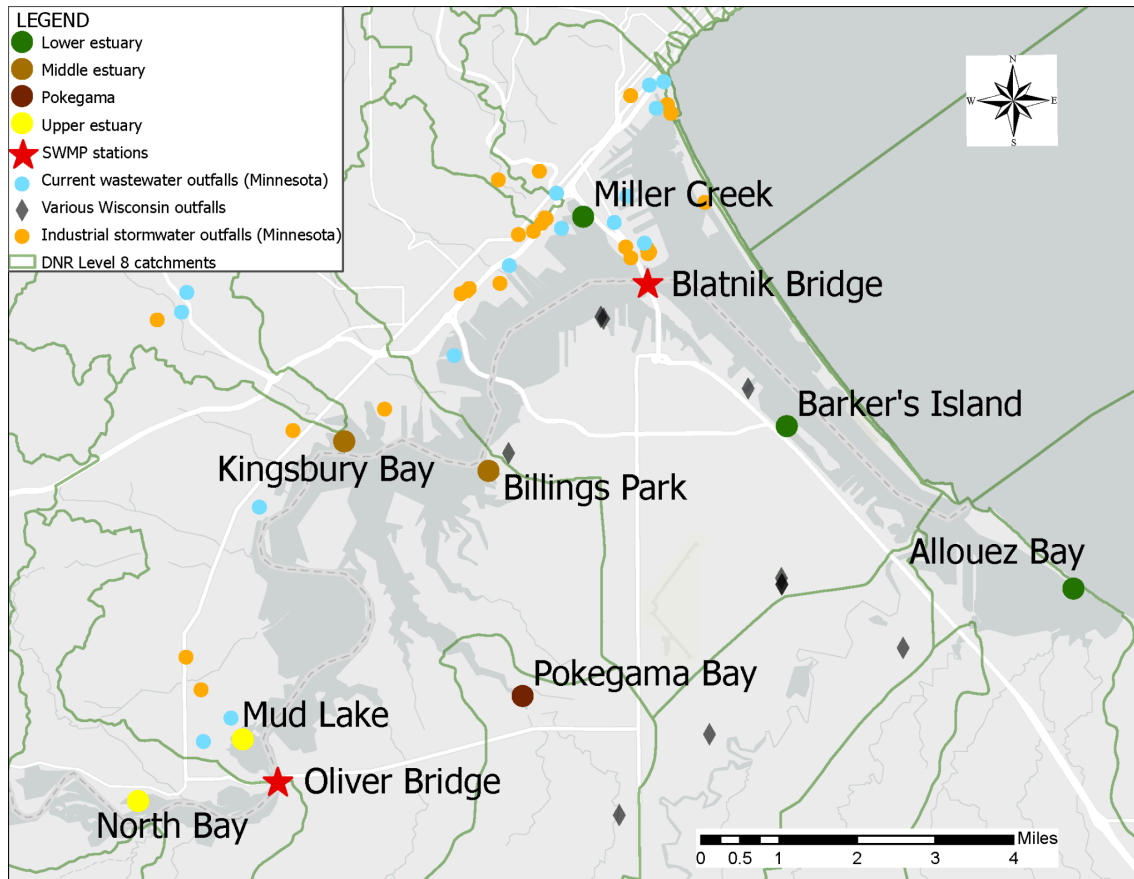 LEGEND
Lower estuary
Middle estuary
Pokegama
Upper estuary
SWMP stations
Current wastewater outfalls (Minnesota)
Various Wisconsin outfalls
Industrial stormwater outfalls (Minnesota)
DNR Level 8 catchments
N
W E
S
Miller Creek
Blatnik Bridge
Barker's Island
Kingsbury Bay
Billings Park
Allouez Bay
Pokegama Bay
Mud Lake
Oliver Bridge
North Bay
Miles
0 0.5 1 2 3 4